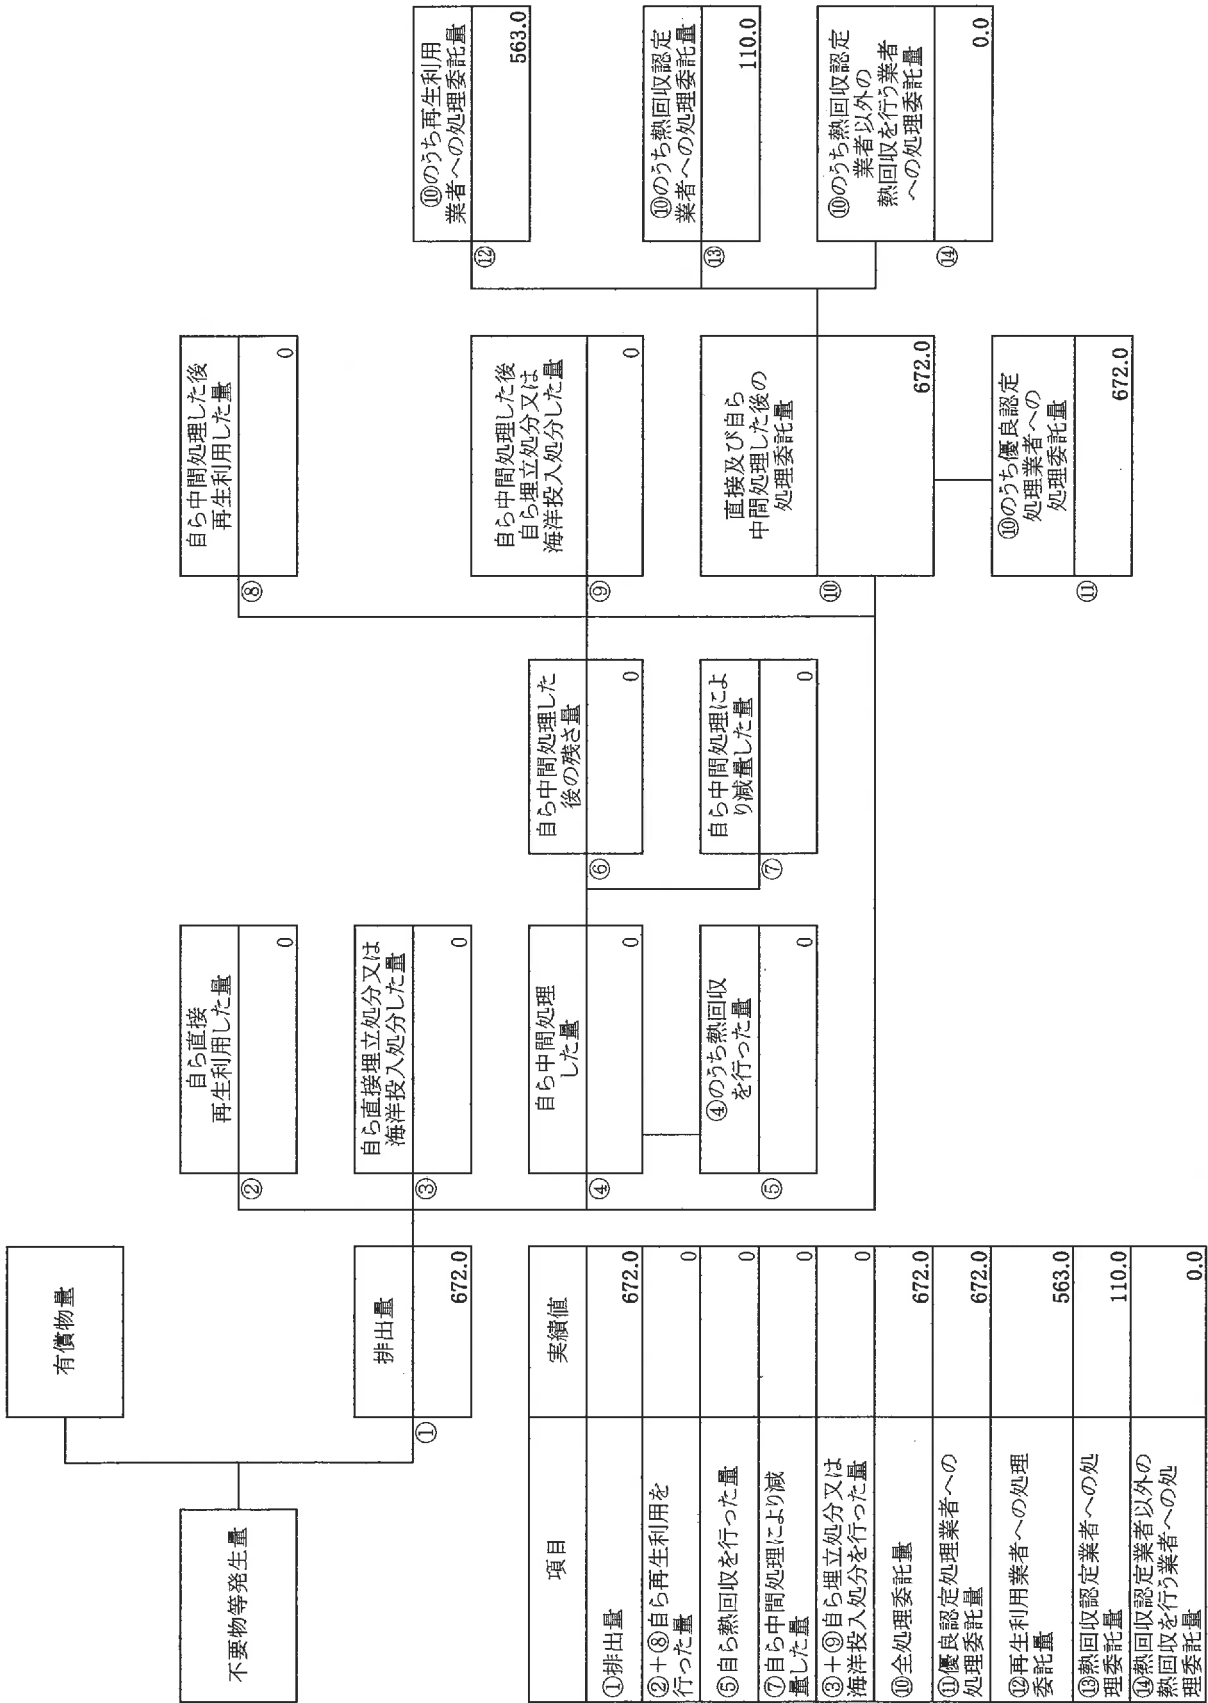 不要物等発生量
有償物量
排出量
①
672.0
自ら直接
再生利用した量
②
0
自ら直接埋立処分又は
海洋投入処分した量
③
0
自ら中間処理
した量
④
0
④のうち熱回収
を行った量
⑤
0
自ら中間処理した
後の残さ量
⑥
0
自ら中間処理によ
り減量した量
⑦
0
自ら中間処理した後
再生利用した量
⑧
0
自ら中間処理した後
自ら埋立処分又は
海洋投入処分した量
⑨
0
直接及び自ら
中間処理した後の
処理委託量
⑩
672.0
⑩のうち優良認定
処理業者への
処理委託量
⑪
672.0
⑩のうち再生利用
業者への処理委託量
⑫
563.0
⑩のうち熱回収認定
業者への処理委託量
⑬
110.0
⑩のうち熱回収認定
業者以外の
熱回収を行う業者
への処理委託量
⑭
0.0
項目 実績値
①排出量 672.0
②+⑧自ら再生利用を
行った量 0
⑤自ら熱回収を行った量 0
⑦自ら中間処理により減
量した量 0
③+⑨自ら埋立処分又は
海洋投入処分を行った量 0
⑩全処理委託量 672.0
⑪優良認定処理業者への
処理委託量 672.0
⑫再生利用業者への処理
委託量 563.0
⑬熱回収認定業者への処
理委託量 110.0
⑭熱回収認定業者以外の
熱回収を行う業者への処
理委託量 0.0